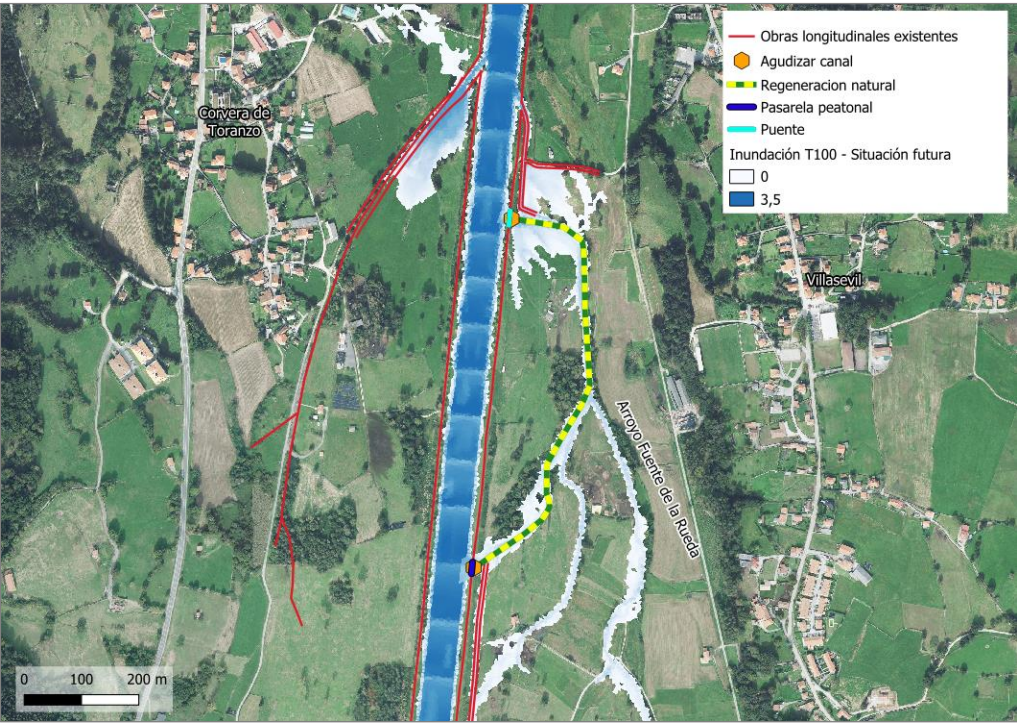 Obras longitudinales existentes
Agudizar canal
Regeneracion natural
Pasarela peatonal
Puente
Inundación T100 - Situación futura
0
3,5
Corvera de
Toranzo
Villasevil
Arroyo Fuente de la Rueda
0 100 200 m